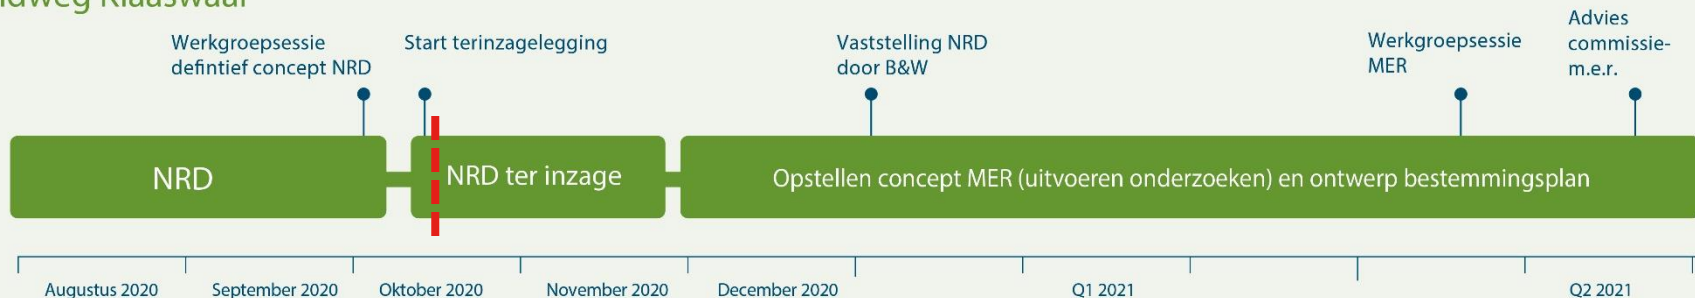 Klaaswaal
Werkgroepsessie
defintief concept NRD
Start terinzagelegging
Vaststelling NRD
door B&W
Werkgroepsessie
MER
Advies
commissie-
m.e.r.
NRD
NRD ter inzage
Opstellen concept MER (uitvoeren onderzoeken) en ontwerp bestemmingsplan
Augustus 2020
September 2020
Oktober 2020
November 2020
December 2020
Q1 2021
Q2 2021